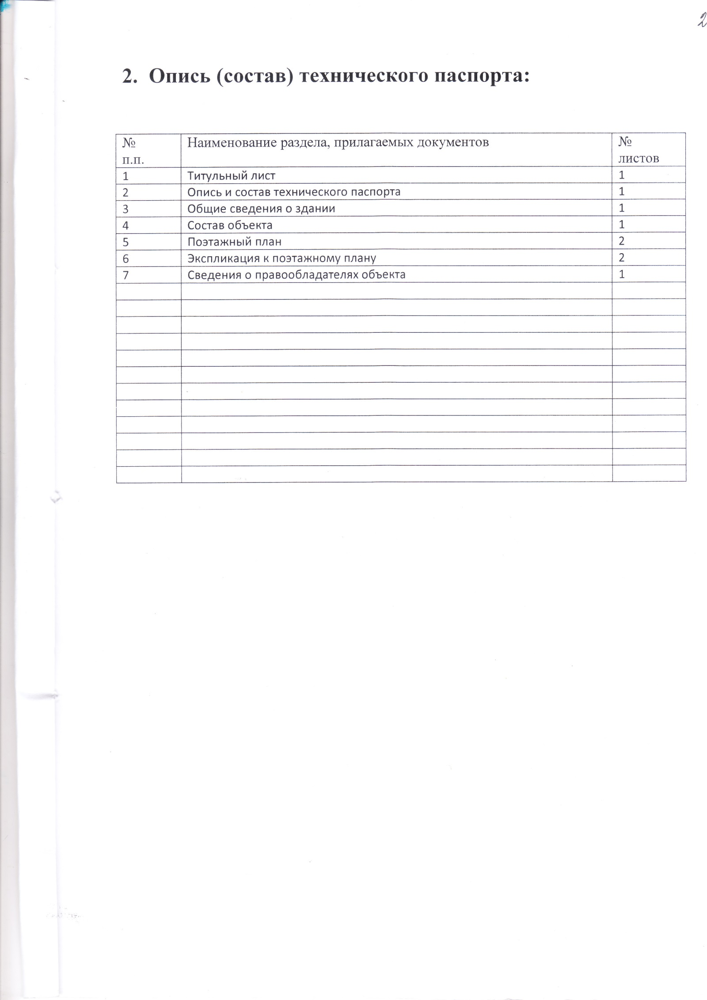 2
2. Опись (состав) технического паспорта:
№ п.п. Наименование раздела, прилагаемых документов № листов
1 Титульный лист 1
2 Опись и состав технического паспорта 1
3 Общие сведения о здании 1
4 Состав объекта 1
5 Поэтажный план 2
6 Экспликация к поэтажному плану 2
7 Сведения о правообладателях объекта 1